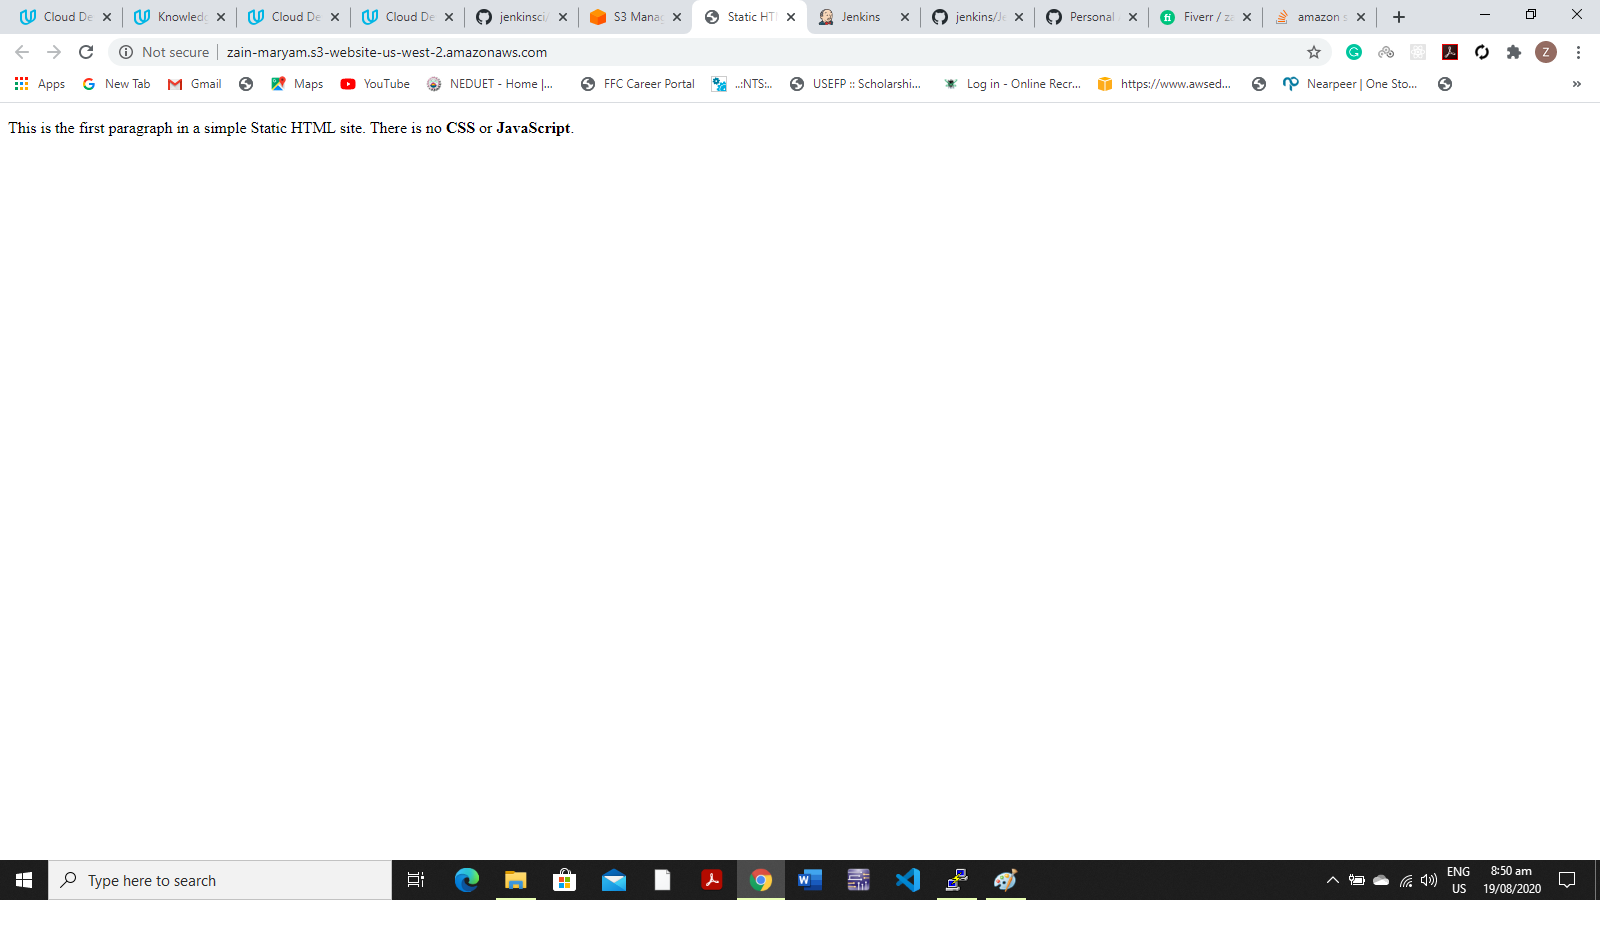 Cloud De Knowledg Cloud De Cloud De jenkinsci/ S3 Mana Static HT Jenkins jenkins/Je Personal Fiverr / za amazon s
Not secure zain-maryam.s3-website-us-west-2.amazonaws.com Z
Apps New Tab Gmail Maps YouTube NEDUET - Home |... FFC Career Portal ..:NTS:.. USEFP :: Scholarshi... Log in - Online Recr... https://www.awsed... Nearpeer | One Sto... »
This is the first paragraph in a simple Static HTML site. There is no CSS or JavaScript.
Type here to search
ENG 8:50 am
US 19/08/2020